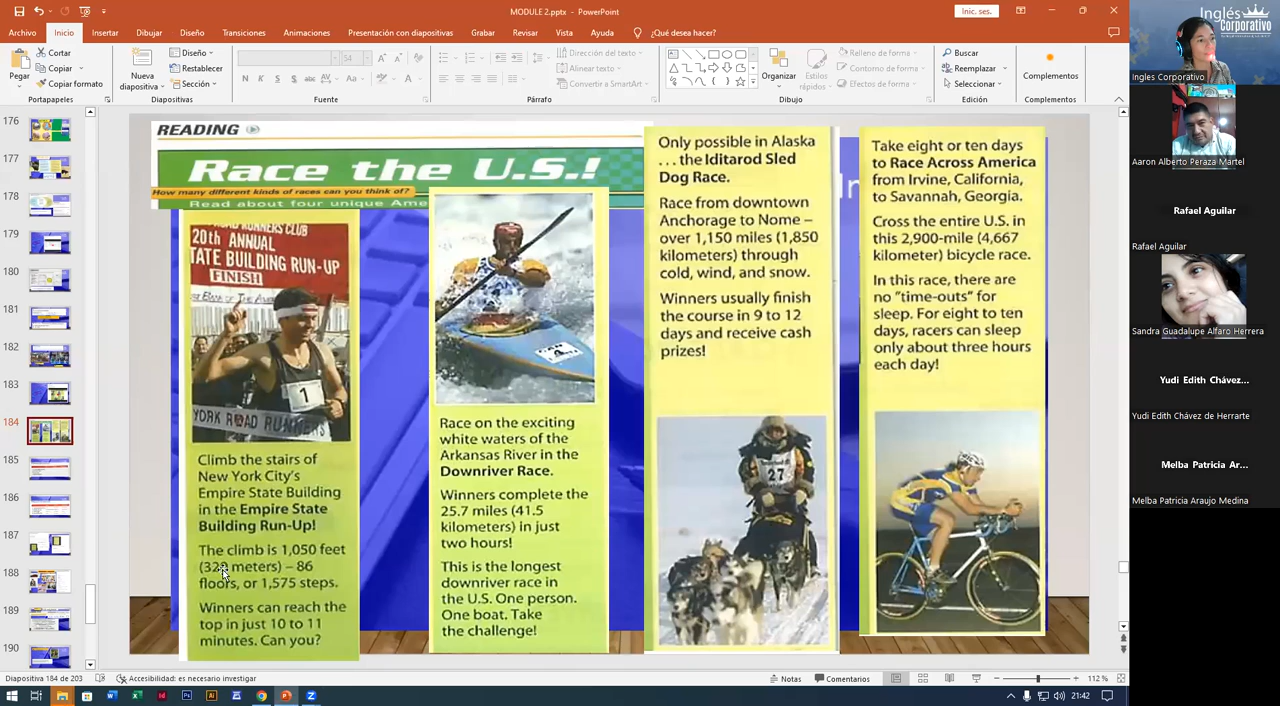 MODULE 2.pptx - PowerPoint
Inic. ses.
Archivo Inicio Insertar Dibujar Diseño Transiciones Animaciones Presentación con diapositivas Grabar Revisar Vista Ayuda ¿Qué desea hacer?
Pegar
Cortar
Copiar
Copiar formato
Portapapeles
Nueva
diapositiva
Diseño
Restablecer
Sección
Diapositivas
54
N K S S abc AV Aa A
Fuente
Dirección del texto
Alinear texto
Convertir a SmartArt
Párrafo
Organizar
Estilos
rápidos
Relleno de forma
Contorno de forma
Efectos de forma
Dibujo
Buscar
Reemplazar
Seleccionar
Edición
Complementos
Complementos
176
177
178
179
180
181
182
183
184
185
186
187
188
189
190
READING
Race the U.S.!
How many different kinds of races can you think of?
Read about four unique Ame
20th ANNUAL
TATE BUILDING RUN-UP
FINISH
1
YORK ROAD RUNNERS
Climb the stairs of
New York City's
Empire State Building
in the Empire State
Building Run-Up!
The climb is 1,050 feet
meters) – 86
floors, or 1,575 steps.
Winners can reach the
top in just 10 to 11
minutes. Can you?
Race on the exciting
white waters of the
Arkansas River in the
Downriver Race.
Winners complete the
25.7 miles (41.5
kilometers) in just
two hours!
This is the longest
downriver race in
the U.S. One person.
One boat. Take
the challenge!
Only possible in Alaska
. . . the Iditarod Sled
Dog Race.
Race from downtown
Anchorage to Nome –
over 1,150 miles (1,850
kilometers) through
cold, wind, and snow.
Winners usually finish
the course in 9 to 12
days and receive cash
prizes!
27
Take eight or ten days
to Race Across America
from Irvine, California,
to Savannah, Georgia.
Cross the entire U.S. in
this 2,900-mile (4,667
kilometer) bicycle race.
In this race, there are
no "time-outs" for
sleep. For eight to ten
days, racers can sleep
only about three hours
each day!
Inglés
Corporativo
Ingles Corporativo
Aaron Alberto Peraza Martel
Rafael Aguilar
Rafael Aguilar
Sandra Guadalupe Alfaro Herrera
Yudi Edith Chávez...
Yudi Edith Chávez de Herrarte
Melba Patricia Ar...
Melba Patricia Araujo Medina
Diapositiva 184 de 203
Accesibilidad: es necesario investigar
Notas
Comentarios
112 %
21:42